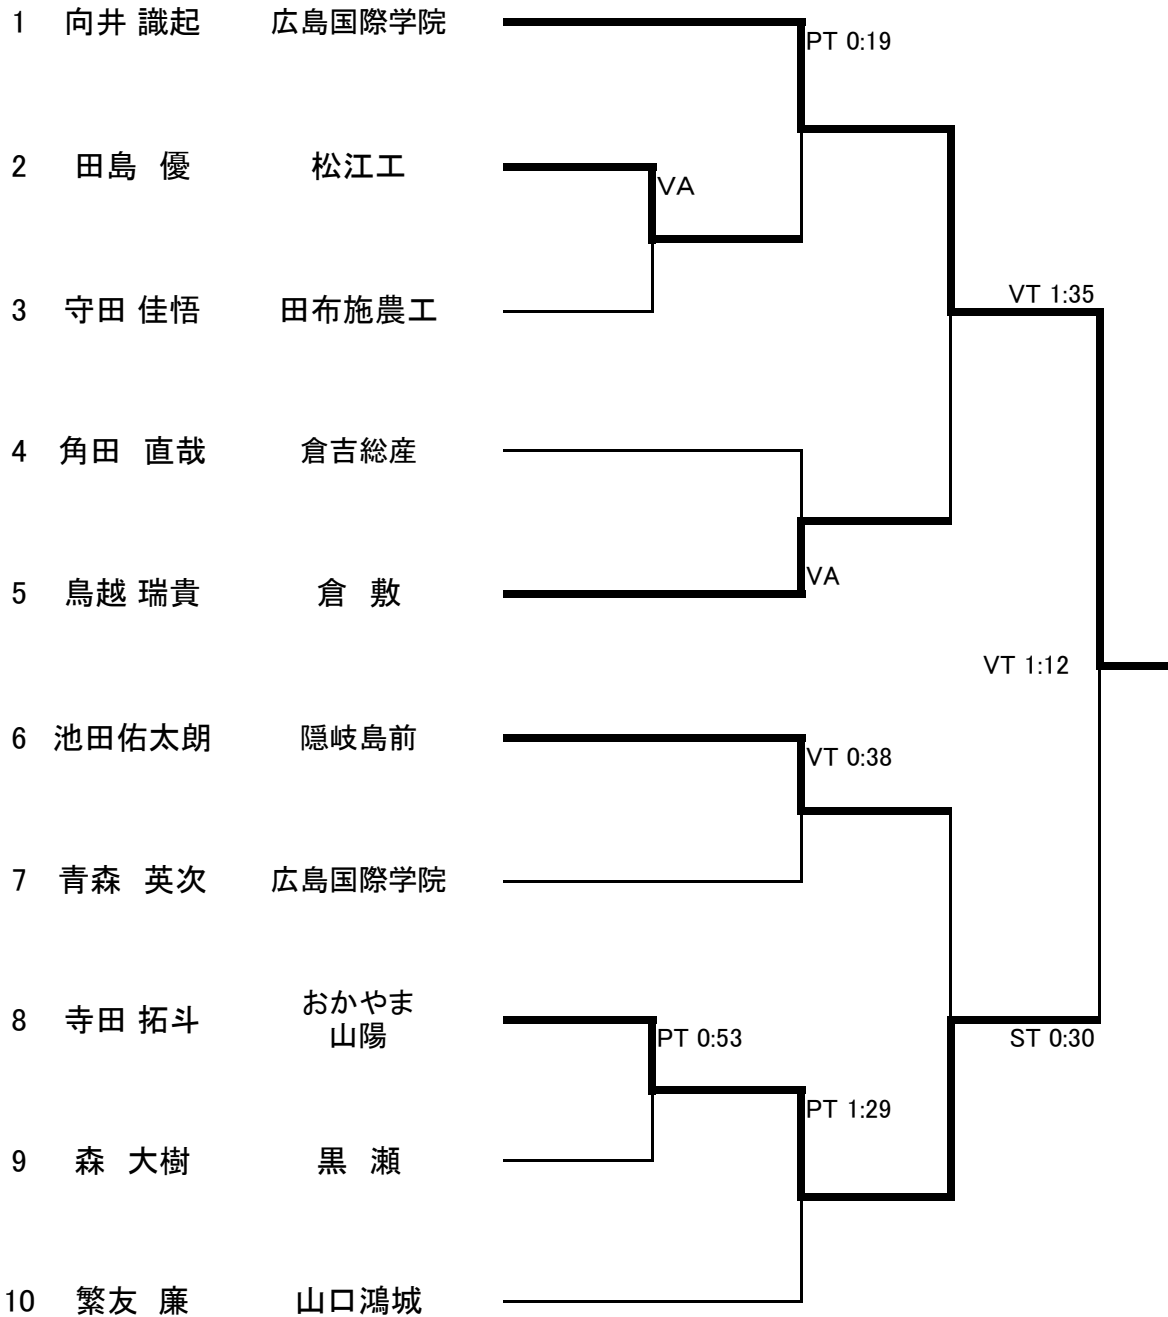 1 向井 識起 広島国際学院
PT 0:19
2 田島 優 松江工
VA
3 守田 佳悟 田布施農工
VT 1:35
4 角田 直哉 倉吉総産
5 鳥越 瑞貴 倉 敷
VA
VT 1:12
6 池田佑太朗 隠岐島前
VT 0:38
7 青森 英次 広島国際学院
8 寺田 拓斗 おかやま
山陽
PT 0:53
ST 0:30
PT 1:29
9 森 大樹 黒 瀬
10 繁友 廉 山口鴻城